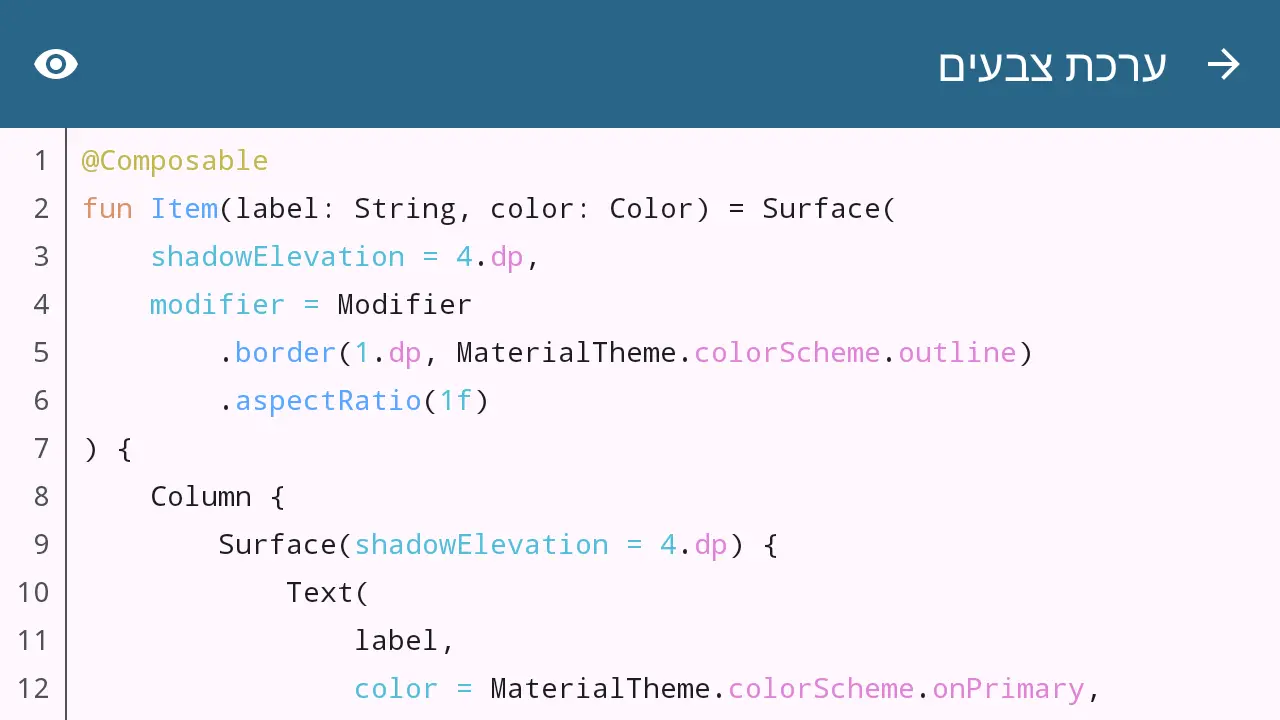 ערכת צבעים
1 @Composable
2 fun Item(label: String, color: Color) = Surface(
3     shadowElevation = 4.dp,
4     modifier = Modifier
5         .border(1.dp, MaterialTheme.colorScheme.outline)
6         .aspectRatio(1f)
7 ) {
8     Column {
9         Surface(shadowElevation = 4.dp) {
10             Text(
11                 label,
12                 color = MaterialTheme.colorScheme.onPrimary,